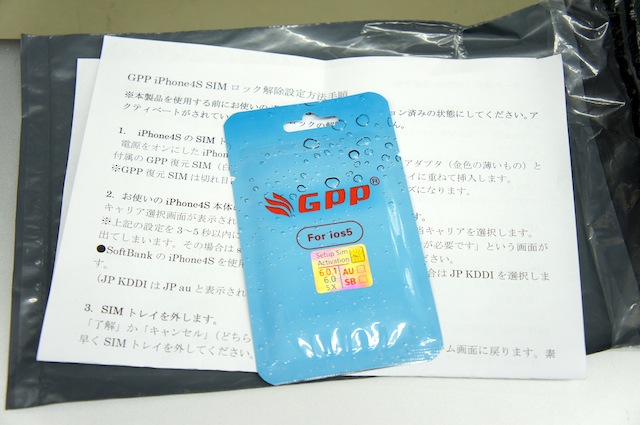 GPP iPhone4S SIM ロック解除設定方法手順
※本製品を使用する前にお使いの
ション済みの状態にしてください。ア
クティベートがされてい
ん。
1. iPhone4S の SIM ト
電源をオンにした iPhon
アダプタ（金色の薄いもの）と
付属の GPP 復元 SIM（白
イに重ねて挿入します。
※GPP 復元 SIM は切れ目
ズになります。
2. お使いの iPhone4S 本体
す。
キャリア選択画面が表示され
Sキャリアを選択します。
※上記の設定を 3～5 秒以内に
が必要です」という画面が
出てしまいます。その場合は
●SoftBank の iPhone4S を使
合は JP KDDI を選択しま
す。
(JP KDDI は JP au と表示され
3. SIM トレイを外します。
「了解」か「キャンセル」（どちら
ム画面に戻ります。素
早く SIM トレイを外してください。
GPP®
For ios5
Setup Sim
Activation
6.0.1
6.0
5.X
AU
SB